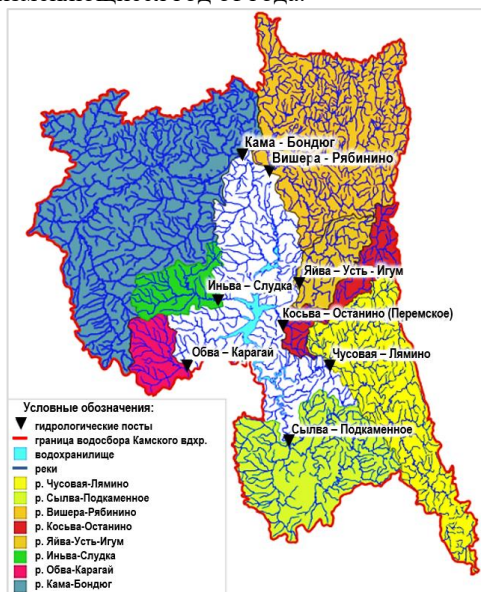 Кама - Бондюг
Вишера - Рябинино
Яйва – Усть - Игум
Иньва – Слудка
Косьва – Останино (Перемское)
Чусовая – Лямино
Обва – Карагай
Сылва – Подкаменное
Условные обозначения:
гидрологические посты
граница водосбора Камского вдхр.
водохранилище
реки
р. Чусовая-Лямино
р. Сылва-Подкаменное
р. Вишера-Рябинино
р. Косьва-Останино
р. Яйва-Усть-Игум
р. Иньва-Слудка
р. Обва-Карагай
р. Кама-Бондюг